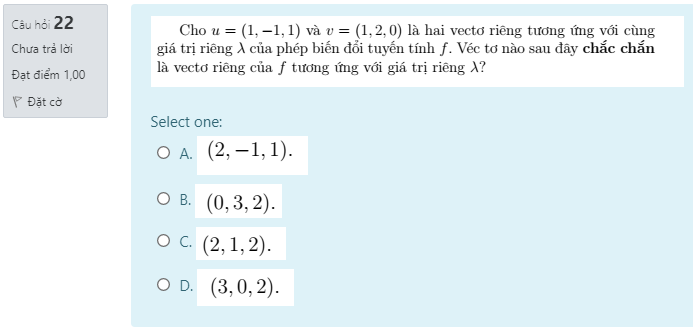 Câu hỏi 22
Chưa trả lời
Đạt điểm 1,00
Đặt cờ
Cho u = (1, −1, 1) và v = (1, 2, 0) là hai vectơ riêng tương ứng với cùng
giá trị riêng λ của phép biến đổi tuyến tính f. Véc tơ nào sau đây chắc chắn
là vectơ riêng của f tương ứng với giá trị riêng λ?
Select one:
A. (2, −1, 1).
B. (0, 3, 2).
C. (2, 1, 2).
D. (3, 0, 2).